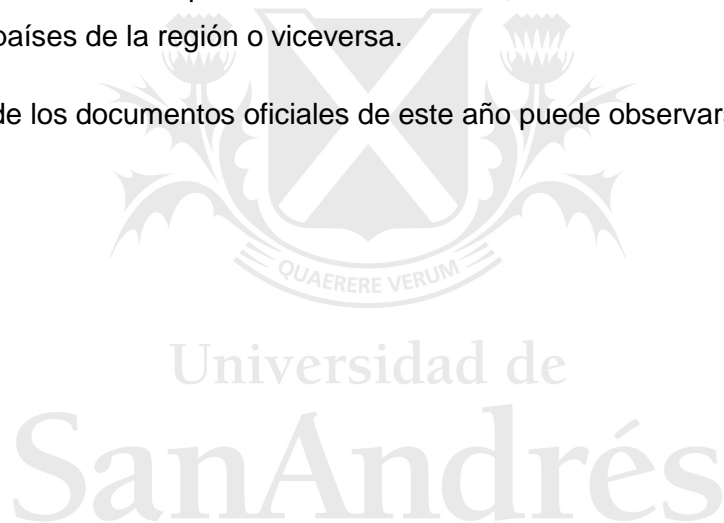 países de la región o viceversa.
de los documentos oficiales de este año puede observar
QUAERERE VERUM
Universidad de
SanAndrés